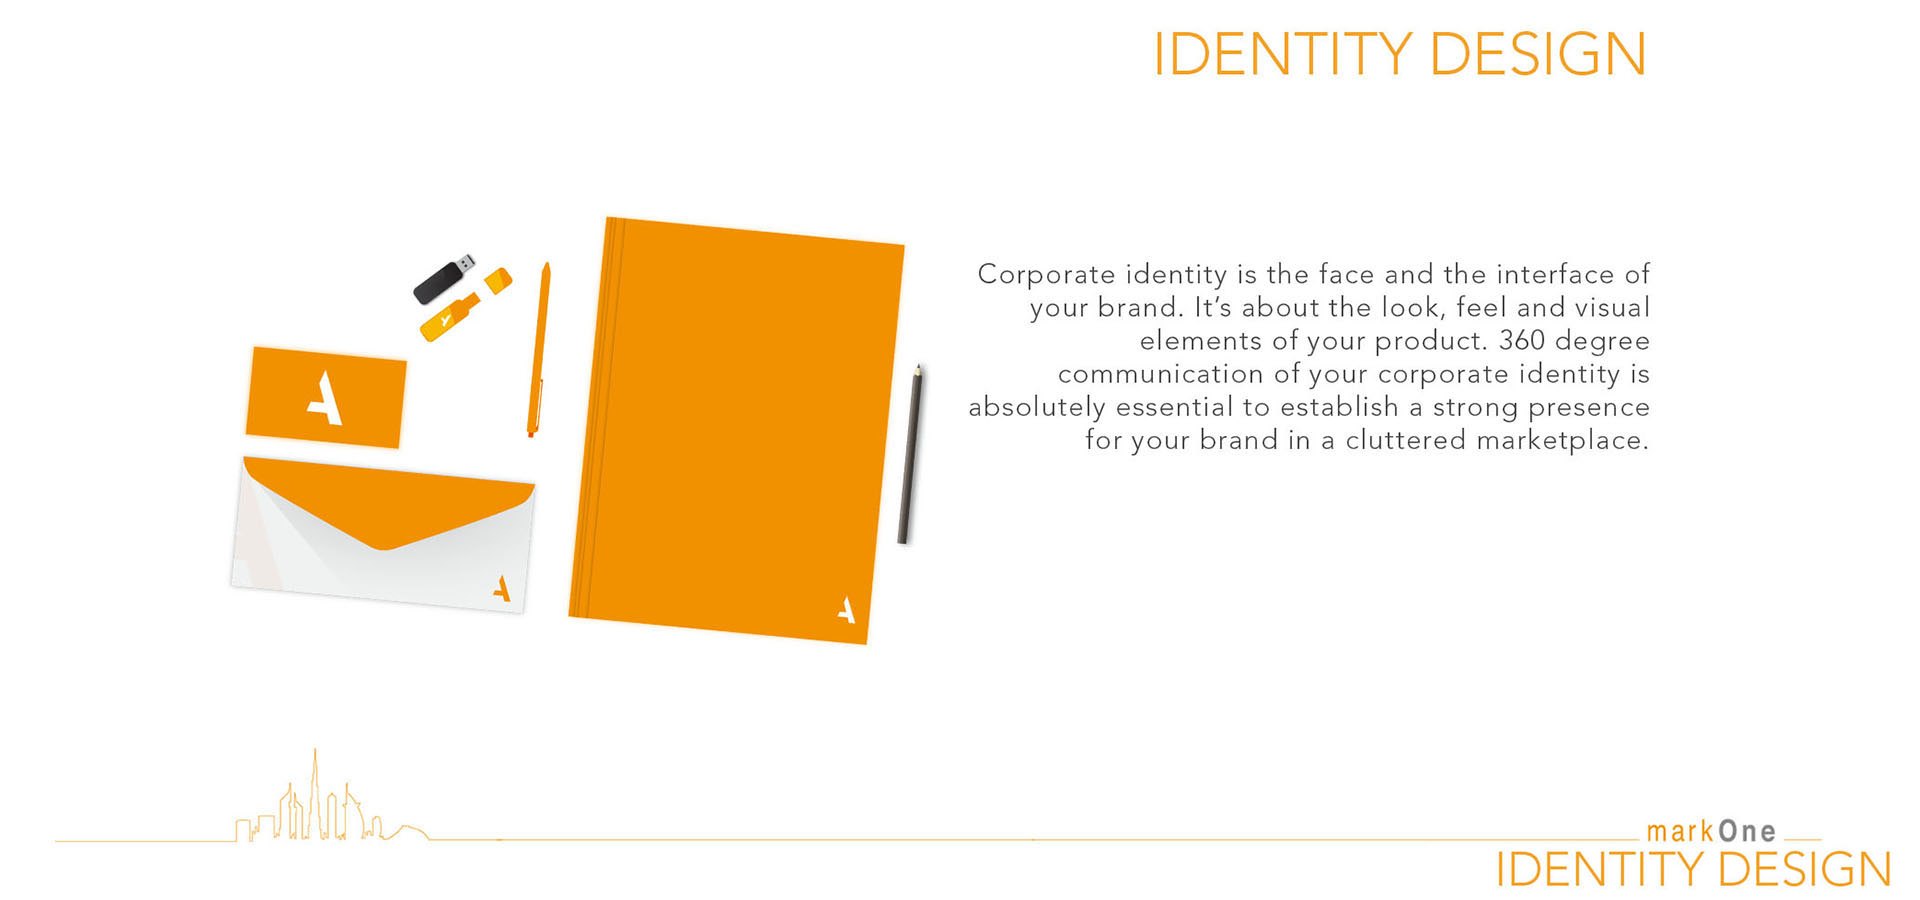 IDENTITY DESIGN
Corporate identity is the face and the interface of
your brand. It’s about the look, feel and visual
elements of your product. 360 degree
communication of your corporate identity is
absolutely essential to establish a strong presence
for your brand in a cluttered marketplace.
markOne
IDENTITY DESIGN